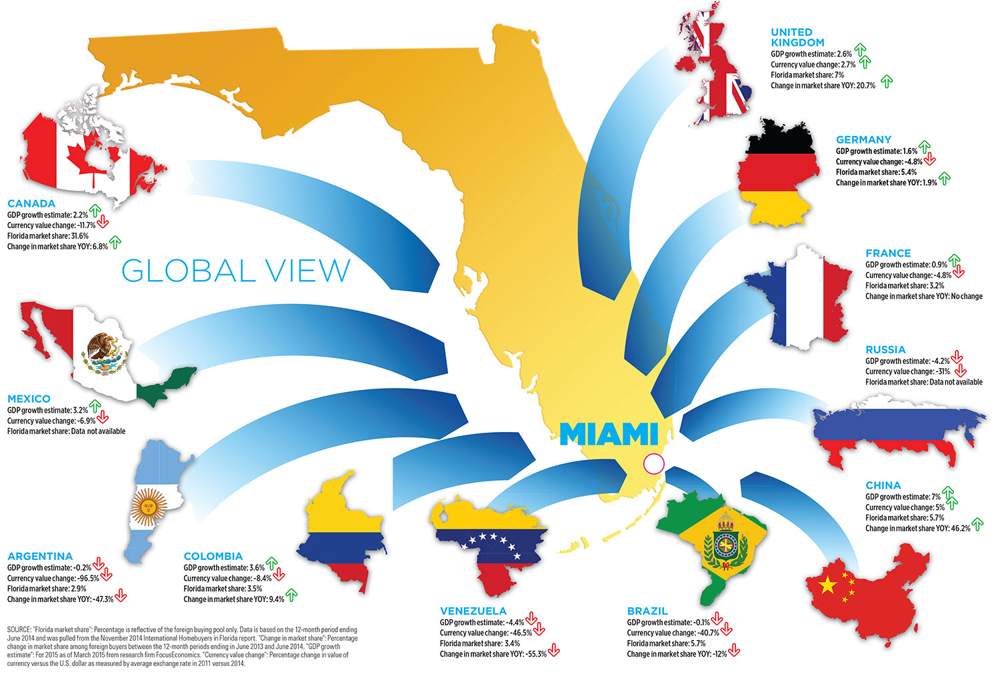 UNITED
KINGDOM
GDP growth estimate: 2.6%
Currency value change: 2.7%
Florida market share: 7%
Change in market share YOY: 20.7%
GERMANY
GDP growth estimate: 1.6%
Currency value change: -4.8%
Florida market share: 5.4%
Change in market share YOY: 1.9%
CANADA
GDP growth estimate: 2.2%
Currency value change: -11.7%
Florida market share: 31.6%
Change in market share YOY: 6.8%
GLOBAL VIEW
FRANCE
GDP growth estimate: 0.9%
Currency value change: -4.8%
Florida market share: 3.2%
Change in market share YOY: No change
RUSSIA
GDP growth estimate: -4.2%
Currency value change: -31%
Florida market share: Data not available
MEXICO
GDP growth estimate: 3.2%
Currency value change: -6.9%
Florida market share: Data not available
MIAMI
CHINA
GDP growth estimate: 7%
Currency value change: 5%
Florida market share: 5.7%
Change in market share YOY: 46.2%
ARGENTINA
GDP growth estimate: -0.2%
Currency value change: -96.5%
Florida market share: 2.9%
Change in market share YOY: -47.3%
COLOMBIA
GDP growth estimate: 3.6%
Currency value change: -8.4%
Florida market share: 3.5%
Change in market share YOY: 9.4%
VENEZUELA
GDP growth estimate: -4.4%
Currency value change: -46.5%
Florida market share: 3.4%
Change in market share YOY: -55.3%
BRAZIL
GDP growth estimate: -0.1%
Currency value change: -40.7%
Florida market share: 5.7%
Change in market share YOY: -12%
SOURCE: "Florida market share": Percentage is reflective of the foreign buying pool only. Data is based on the 12-month period ending
June 2014 and was pulled from the November 2014 International Homebuyers in Florida report. "Change in market share": Percentage
change in market share among foreign buyers between the 12-month periods ending in June 2013 and June 2014. "GDP growth
estimate": For 2015 as of March 2015 from research firm FocusEconomics. "Currency value change": Percentage change in value of
currency versus the U.S. dollar as measured by average exchange rate in 2011 versus 2014.